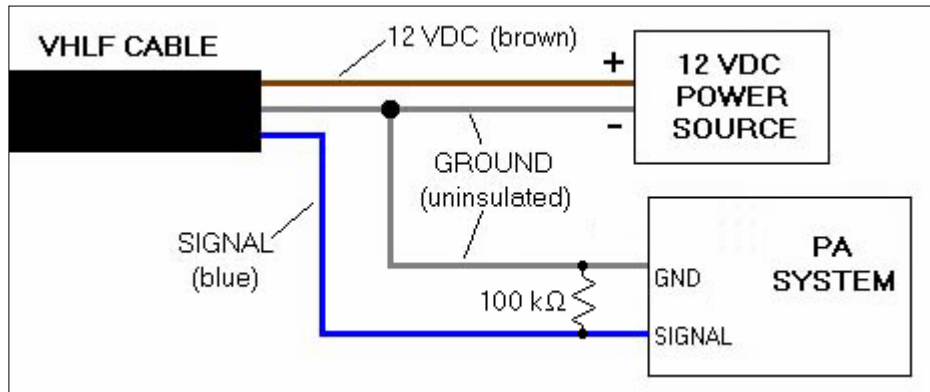 VHLF CABLE
12 VDC (brown)
+
12 VDC
POWER
SOURCE
-
GROUND
(uninsulated)
SIGNAL
(blue)
100 kΩ
PA
SYSTEM
GND
SIGNAL